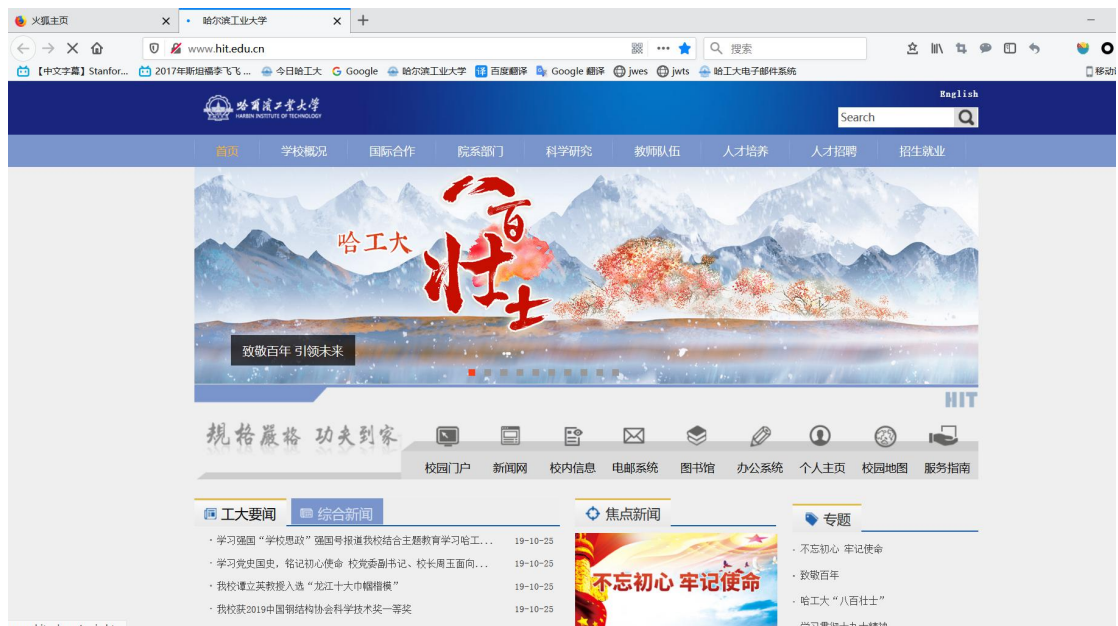 火狐主页
哈尔滨工业大学
www.hit.edu.cn
搜索
【中文字幕】Stanfor...
2017年斯坦福李飞飞...
今日哈工大
Google
哈尔滨工业大学
百度翻译
Google 翻译
jwes
jwts
哈工大电子邮件系统
哈尔滨工业大学
HARBIN INSTITUTE OF TECHNOLOGY
English
Search
首页 学校概况 国际合作 院系部门 科学研究 教师队伍 人才培养 人才招聘 招生就业
哈工大
八百壮士
致敬百年 引领未来
HIT
规格严格 功夫到家
校园门户 新闻网 校内信息 电邮系统 图书馆 办公系统 个人主页 校园地图 服务指南
工大要闻 综合新闻
· 学习强国“学校思政”强国号报道我校结合主题教育学习哈工... 19-10-25
· 学习党史国史，铭记初心使命 校党委副书记、校长周玉面向... 19-10-25
· 我校谭立英教授入选“龙江十大巾帼楷模” 19-10-25
· 我校获2019中国钢结构协会科学技术奖一等奖 19-10-25
焦点新闻
不忘初心 牢记使命
专题
· 不忘初心 牢记使命
· 致敬百年
· 哈工大“八百壮士”